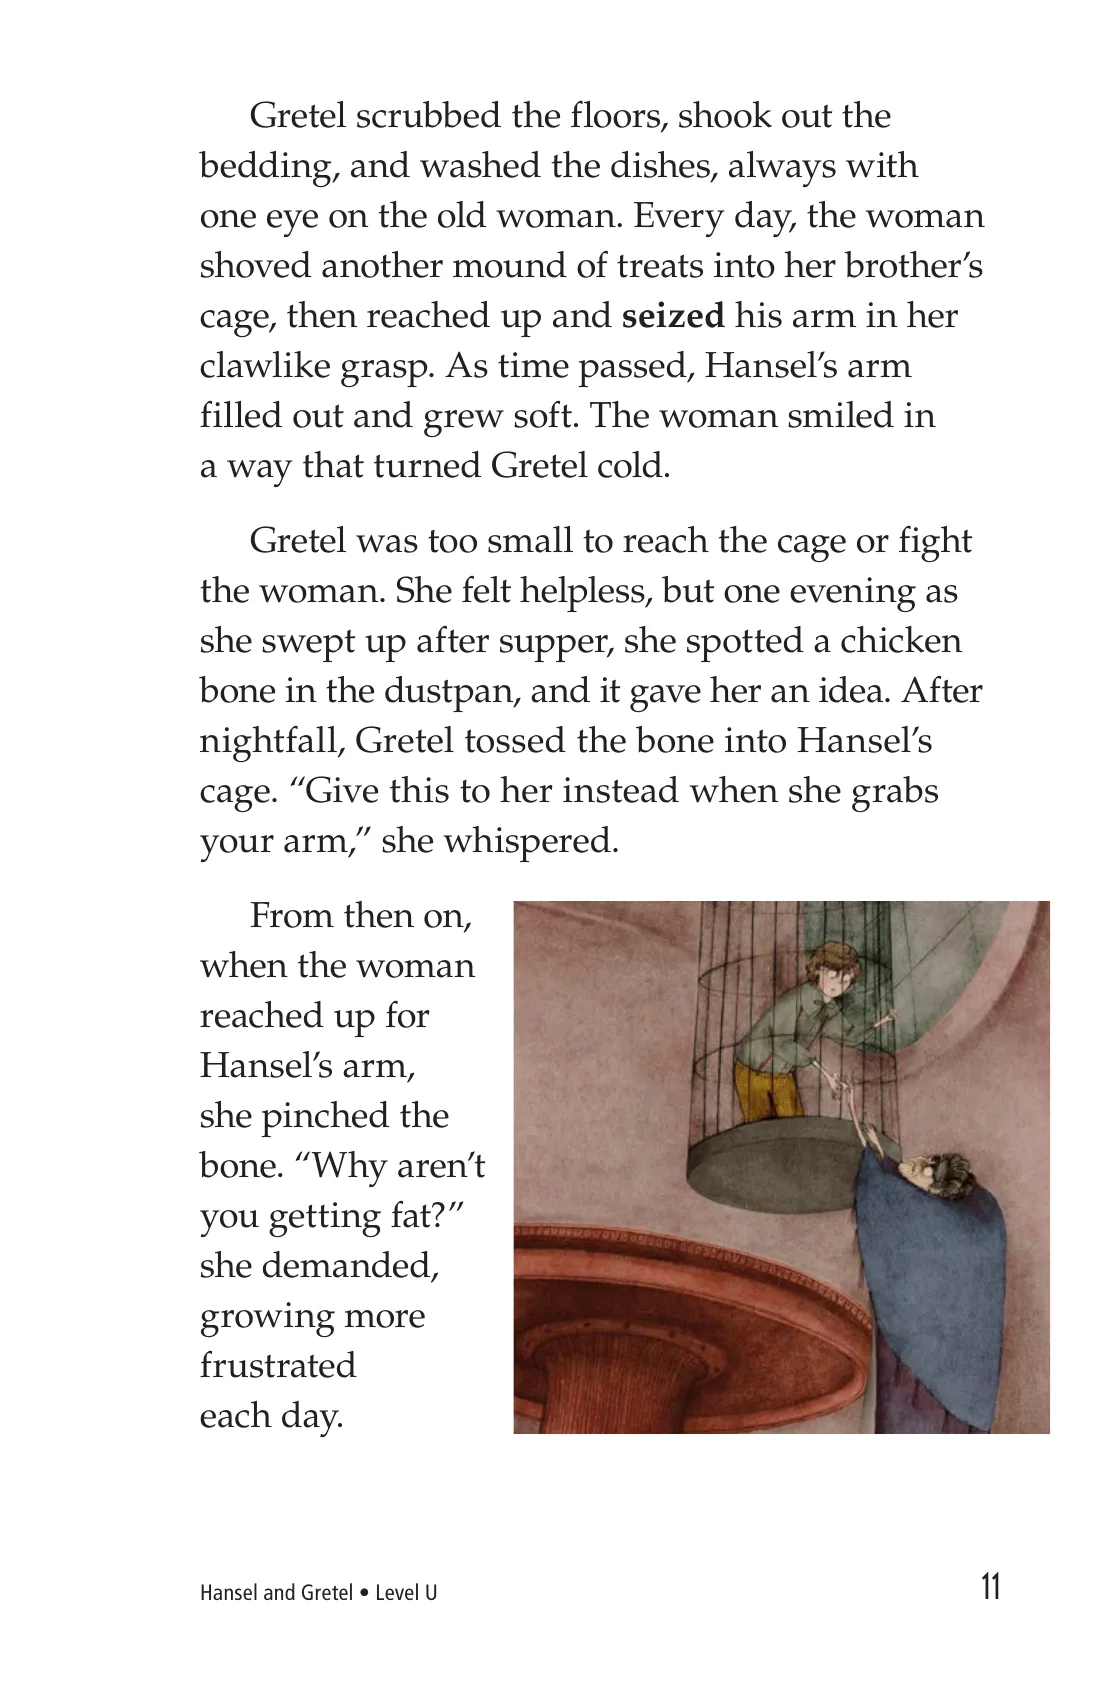 Gretel scrubbed the floors, shook out the
bedding, and washed the dishes, always with
one eye on the old woman. Every day, the woman
shoved another mound of treats into her brother’s
cage, then reached up and seized his arm in her
clawlike grasp. As time passed, Hansel’s arm
filled out and grew soft. The woman smiled in
a way that turned Gretel cold.
Gretel was too small to reach the cage or fight
the woman. She felt helpless, but one evening as
she swept up after supper, she spotted a chicken
bone in the dustpan, and it gave her an idea. After
nightfall, Gretel tossed the bone into Hansel’s
cage. “Give this to her instead when she grabs
your arm,” she whispered.
From then on,
when the woman
reached up for
Hansel’s arm,
she pinched the
bone. “Why aren’t
you getting fat?”
she demanded,
growing more
frustrated
each day.
Hansel and Gretel • Level U
11